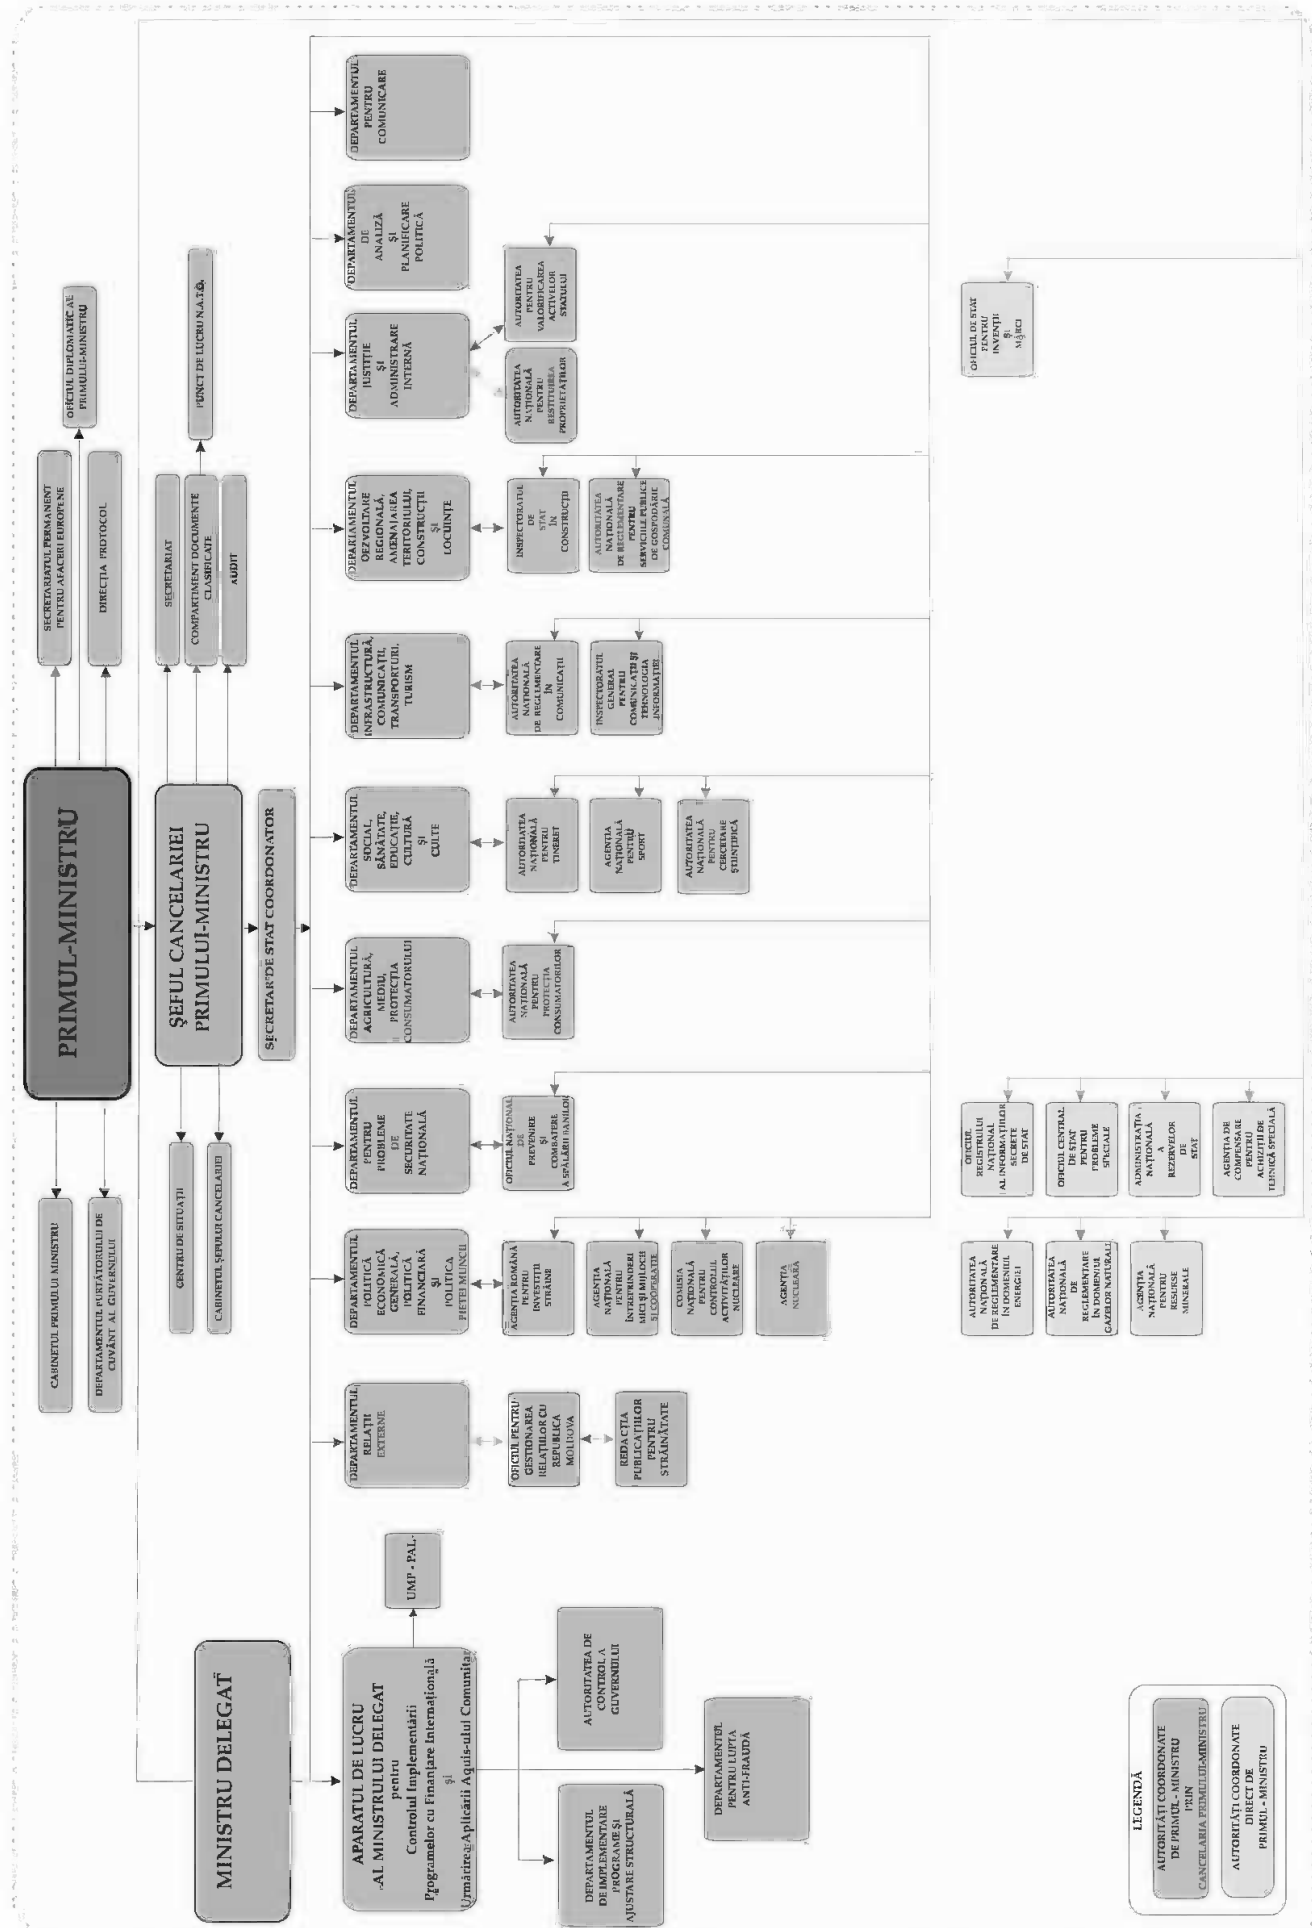 PRIMUL-MINISTRU
CABINETUL PRIMULUI MINISTRU
DEPARTAMENTUL PURTĂTORULUI DE
CUVÂNT AL GUVERNULUI
SECRETARIATUL PERMANENT
PENTRU AFACERI EUROPENE
OFICIUL DIPLOMATIC AL
PRIMULUI-MINISTRU
DIRECȚIA PROTOCOL
ȘEFUL CANCELARIEI
PRIMULUI-MINISTRU
CENTRU DE SITUAȚII
CABINETUL ȘEFULUI CANCELARIEI
SECRETARIAT
COMPARTIMENT DOCUMENTE
CLASIFICATE
AUDIT
PUNCT DE LUCRU N.A.T.O.
SECRETAR DE STAT COORDONATOR
MINISTRU DELEGAT
APARATUL DE LUCRU
AL MINISTRULUI DELEGAT
pentru
Controlul Implementării
Programelor cu Finanțare Internațională
și
Urmărirea Aplicării Aquis-ului Comunitar
UMP - PAL
DEPARTAMENTUL
DE IMPLEMENTARE
PROGRAME ȘI
AJUSTARE STRUCTURALĂ
AUTORITATEA DE
CONTROL A
GUVERNULUI
DEPARTAMENTUL
PENTRU LUPTA
ANTI-FRAUDĂ
DEPARTAMENTUL
RELAȚII
EXTERNE
OFICIUL PENTRU
GESTIONAREA
RELAȚIILOR CU
REPUBLICA
MOLDOVA
REDACȚIA
PUBLICAȚIILOR
PENTRU
STRĂINĂTATE
DEPARTAMENTUL
POLITICĂ
ECONOMICĂ
GENERALĂ,
POLITICĂ
FINANCIARĂ
ȘI
POLITICA
PIEȚEI MUNCII
AGENȚIA ROMÂNĂ
PENTRU
INVESTIȚII
STRĂINE
AGENȚIA
NAȚIONALĂ
PENTRU
ÎNTREPRINDERI
MICI ȘI MIJLOCII
ȘI COOPERAȚIE
COMISIA
NAȚIONALĂ
PENTRU
CONTROLUL
ACTIVITĂȚILOR
NUCLEARE
AGENȚIA
NUCLEARĂ
DEPARTAMENTUL
PENTRU
PROBLEME
DE
SECURITATE
NAȚIONALĂ
OFICIUL NAȚIONAL
DE
PREVENIRE
ȘI
COMBATERE
A SPĂLĂRII BANILOR
DEPARTAMENTUL
AGRICULTURĂ,
MEDIU,
PROTECȚIA
CONSUMATORULUI
AUTORITATEA
NAȚIONALĂ
PENTRU
PROTECȚIA
CONSUMATORILOR
DEPARTAMENTUL
SOCIAL,
SĂNĂTATE,
EDUCAȚIE,
CULTURĂ
ȘI
CULTE
AUTORITATEA
NAȚIONALĂ
PENTRU
TINERET
AGENȚIA
NAȚIONALĂ
PENTRU
SPORT
AUTORITATEA
NAȚIONALĂ
PENTRU
CERCETARE
ȘTIINȚIFICĂ
DEPARTAMENTUL
INFRASTRUCTURĂ,
COMUNICAȚII,
TRANSPORTURI,
TURISM
AUTORITATEA
NAȚIONALĂ
DE REGLEMENTARE
ÎN
COMUNICAȚII
INSPECTORATUL
GENERAL
PENTRU
COMUNICAȚII ȘI
TEHNOLOGIA
INFORMAȚIEI
DEPARTAMENTUL
DEZVOLTARE
REGIONALĂ,
AMENAJAREA
TERITORIULUI,
CONSTRUCȚII
ȘI
LOCUINȚE
INSPECTORATUL
DE
STAT
ÎN
CONSTRUCȚII
AUTORITATEA
NAȚIONALĂ
DE REGLEMENTARE
PENTRU
SERVICIILE PUBLICE
DE GOSPODĂRIE
COMUNALĂ
DEPARTAMENTUL
JUSTIȚIE
ȘI
ADMINISTRARE
INTERNĂ
AUTORITATEA
NAȚIONALĂ
PENTRU
RESTITUIREA
PROPRIETĂȚILOR
AUTORITATEA
PENTRU
VALORIFICAREA
ACTIVELOR
STATULUI
DEPARTAMENTUL
DE
ANALIZĂ
ȘI
PLANIFICARE
POLITICĂ
DEPARTAMENTUL
PENTRU
COMUNICARE
AUTORITATEA
NAȚIONALĂ
DE REGLEMENTARE
ÎN DOMENIUL
ENERGIEI
AUTORITATEA
NAȚIONALĂ
DE
REGLEMENTARE
ÎN DOMENIUL
GAZELOR NATURALE
AGENȚIA
NAȚIONALĂ
PENTRU
RESURSE
MINERALE
OFICIUL
REGISTRULUI
NAȚIONAL
AL INFORMAȚIILOR
SECRETE
DE STAT
OFICIUL CENTRAL
DE STAT
PENTRU
PROBLEME
SPECIALE
ADMINISTRAȚIA
NAȚIONALĂ
A
REZERVELOR
DE
STAT
AGENȚIA DE
COMPENSARE
PENTRU
ACHIZIȚII DE
TEHNICĂ SPECIALĂ
OFICIUL DE STAT
PENTRU
INVENȚII
ȘI
MĂRCI
LEGENDĂ
AUTORITĂȚI COORDONATE
DE PRIMUL - MINISTRU
PRIN
CANCELARIA PRIMULUI-MINISTRU
AUTORITĂȚI COORDONATE
DIRECT DE
PRIMUL - MINISTRU